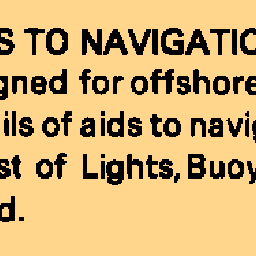 S TO NAVIGATIO
gned for offshore
ils of aids to navig
st of Lights, Buoy
d.